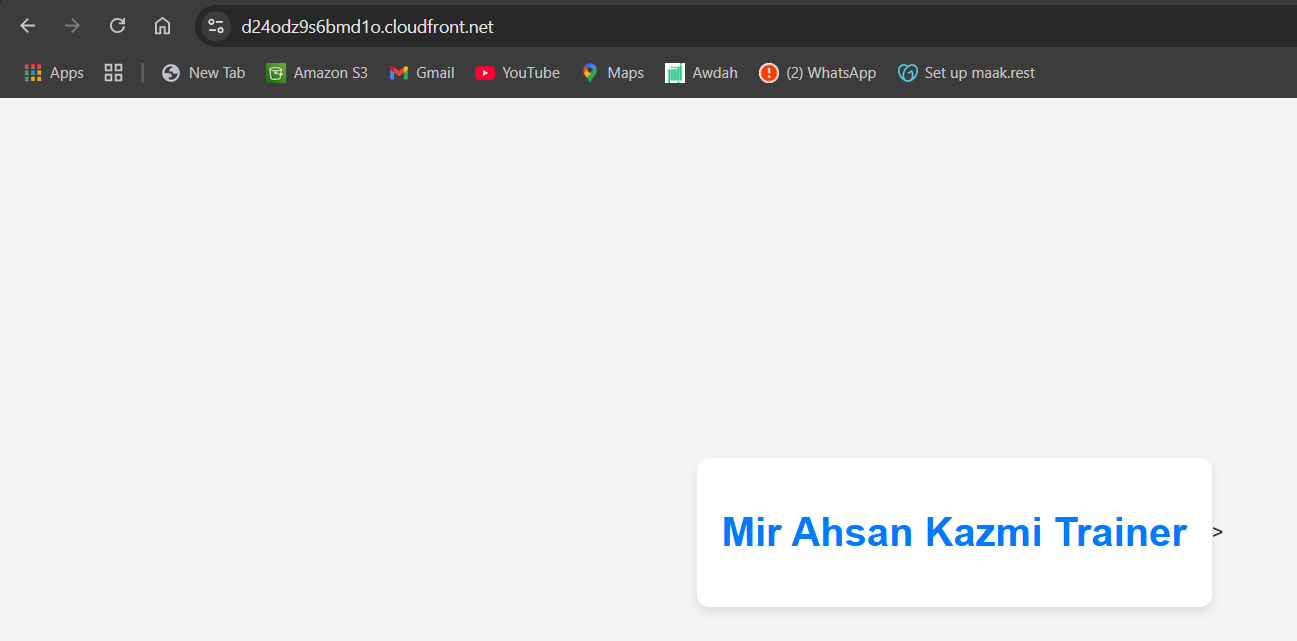 d24odz9s6bmd1o.cloudfront.net
Apps New Tab Amazon S3 Gmail YouTube Maps Awdah (2) WhatsApp Set up maak.rest
Mir Ahsan Kazmi Trainer >